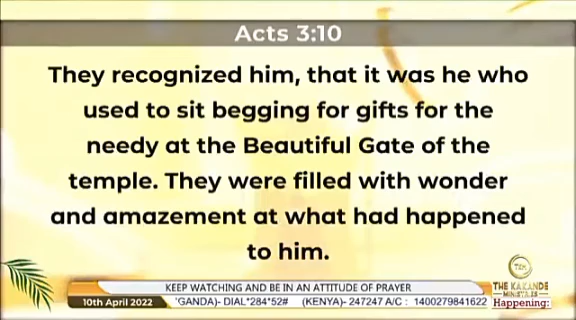 Acts 3:10
They recognized him, that it was he who
used to sit begging for gifts for the
needy at the Beautiful Gate of the
temple. They were filled with wonder
and amazement at what had happened
to him.
KEEP WATCHING AND BE IN AN ATTITUDE OF PRAYER
THE KAKANDE
MINISTRIES
10th April 2022 'GANDA)- DIAL*284*52# (KENYA)- 247247 A/C : 1400279841622 Happening: